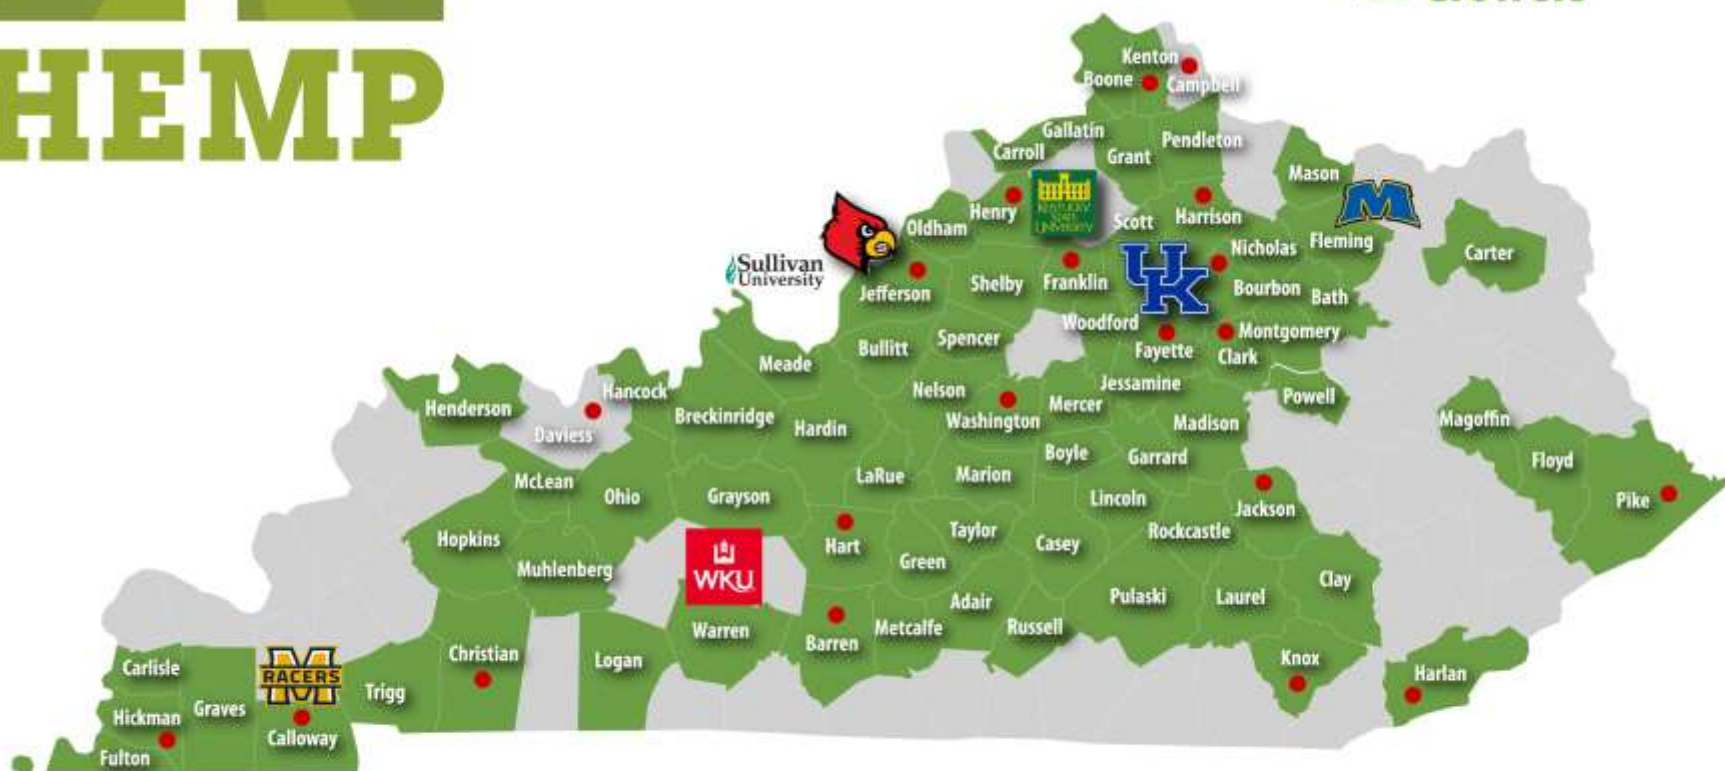 HEMP
Kenton
Boone
Campbell
Gallatin
Carroll
Grant
Pendleton
Mason
M
Henry
KENTUCKY
STATE
UNIVERSITY
Scott
Harrison
Oldham
Nicholas
Fleming
Carter
Sullivan
University
Jefferson
Shelby
Franklin
UK
Bourbon
Bath
Woodford
Montgomery
Spencer
Bullitt
Fayette
Clark
Meade
Hancock
Henderson
Breckinridge
Nelson
Jessamine
Powell
Washington
Mercer
Madison
Magoffin
Daviess
Hardin
Boyle
Garrard
Floyd
McLean
Ohio
Grayson
LaRue
Marion
Lincoln
Jackson
Pike
Hopkins
Hart
Taylor
Casey
Rockcastle
Muhlenberg
WKU
Green
Clay
Adair
Pulaski
Laurel
Warren
Barren
Metcalfe
Russell
Christian
Logan
Knox
Harlan
Carlisle
M
RACERS
Trigg
Hickman
Graves
Calloway
Fulton